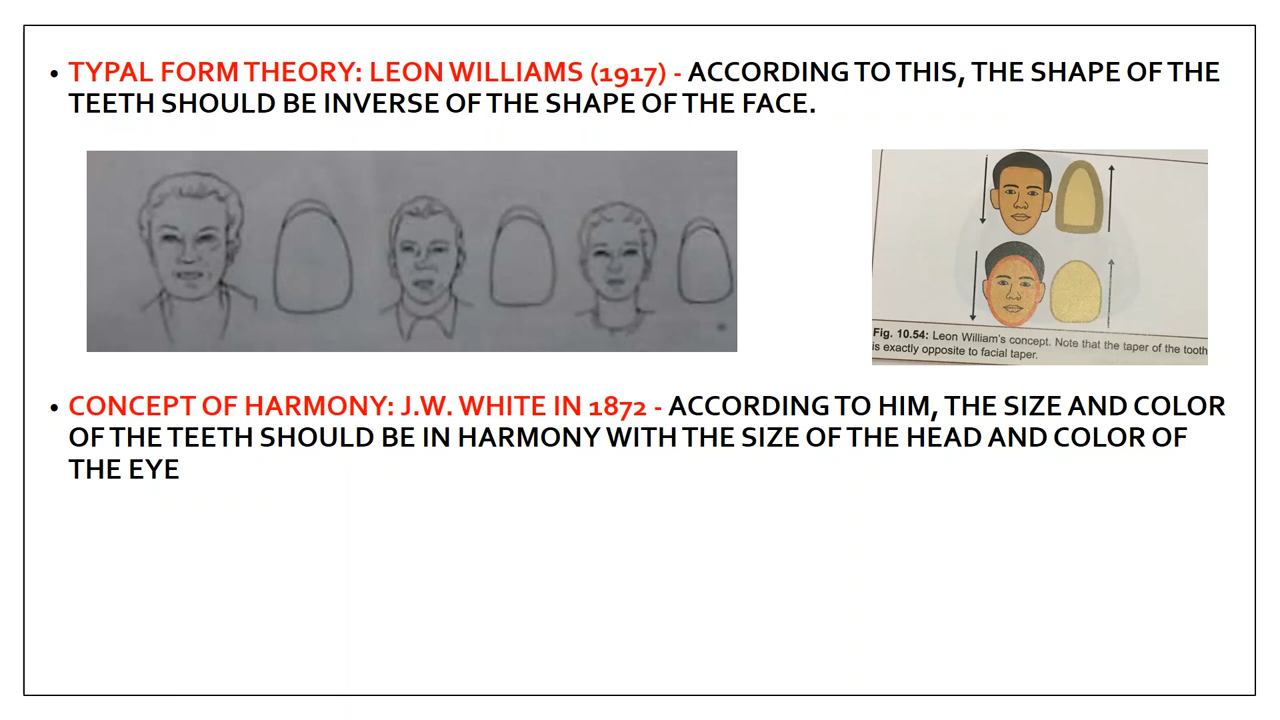 • TYPAL FORM THEORY: LEON WILLIAMS (1917) - ACCORDING TO THIS, THE SHAPE OF THE
TEETH SHOULD BE INVERSE OF THE SHAPE OF THE FACE.
Fig. 10.54: Leon William's concept. Note that the taper of the tooth
is exactly opposite to facial taper.
• CONCEPT OF HARMONY: J.W. WHITE IN 1872 - ACCORDING TO HIM, THE SIZE AND COLOR
OF THE TEETH SHOULD BE IN HARMONY WITH THE SIZE OF THE HEAD AND COLOR OF
THE EYE